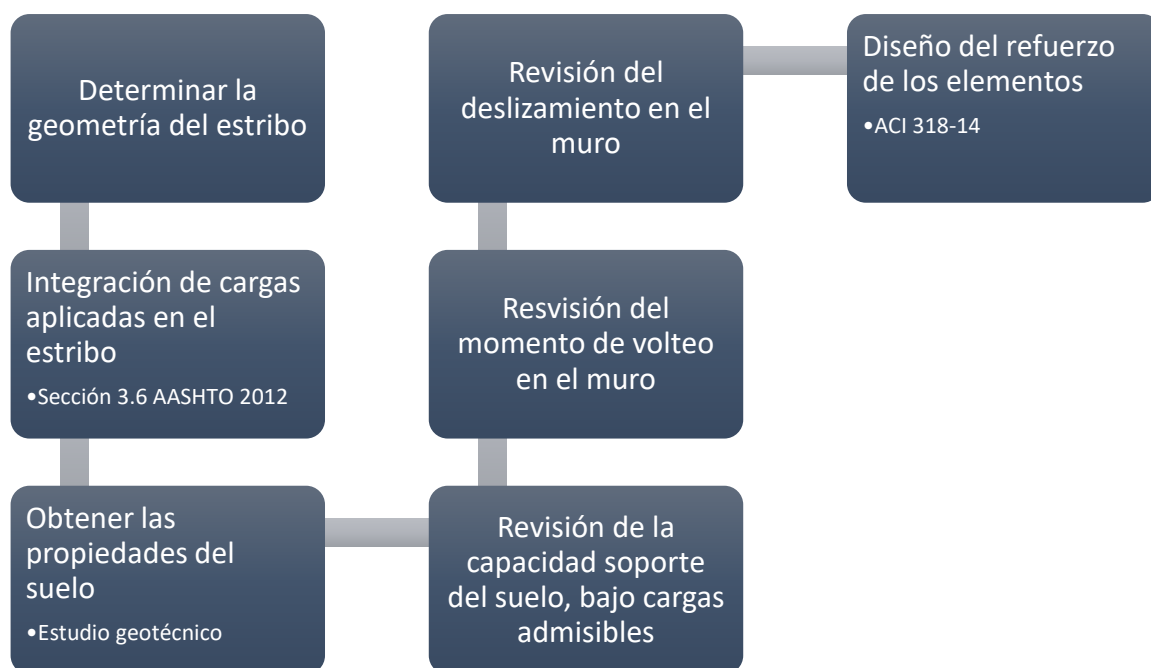 Determinar la
geometría del estribo
Integración de cargas
aplicadas en el
estribo
•Sección 3.6 AASHTO 2012
Obtener las
propiedades del
suelo
•Estudio geotécnico
Revisión de la
capacidad soporte
del suelo, bajo cargas
admisibles
Resvisión del
momento de volteo
en el muro
Revisión del
deslizamiento en el
muro
Diseño del refuerzo
de los elementos
•ACI 318-14